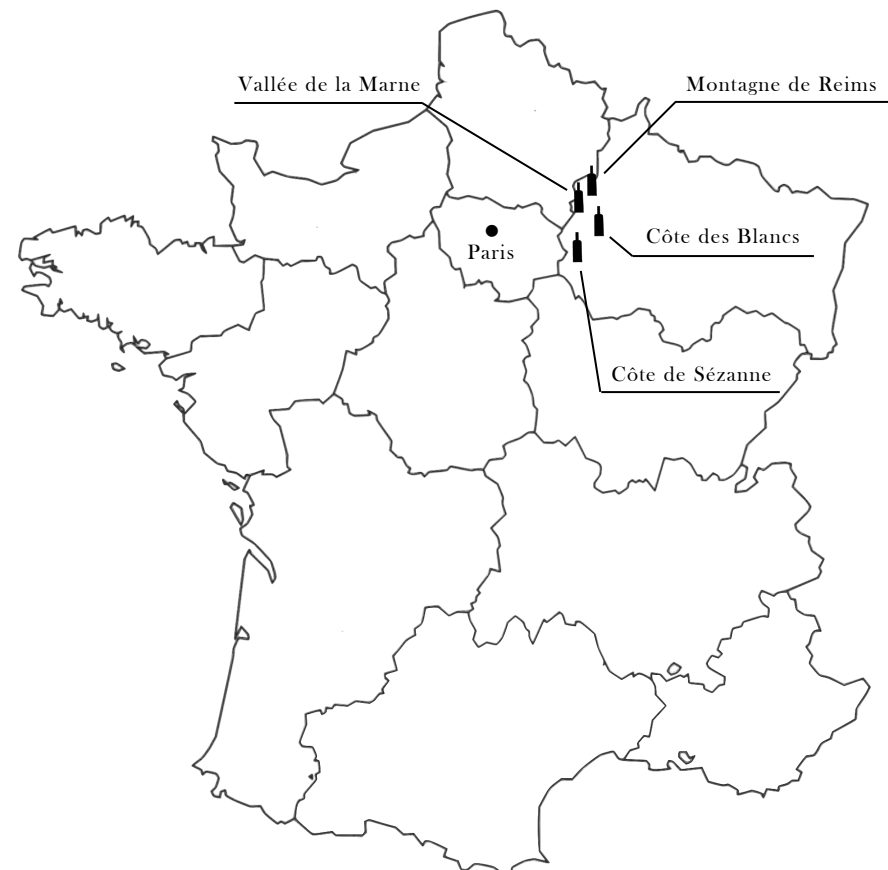 Vallée de la Marne
Montagne de Reims
Côte des Blancs
Paris
Côte de Sézanne